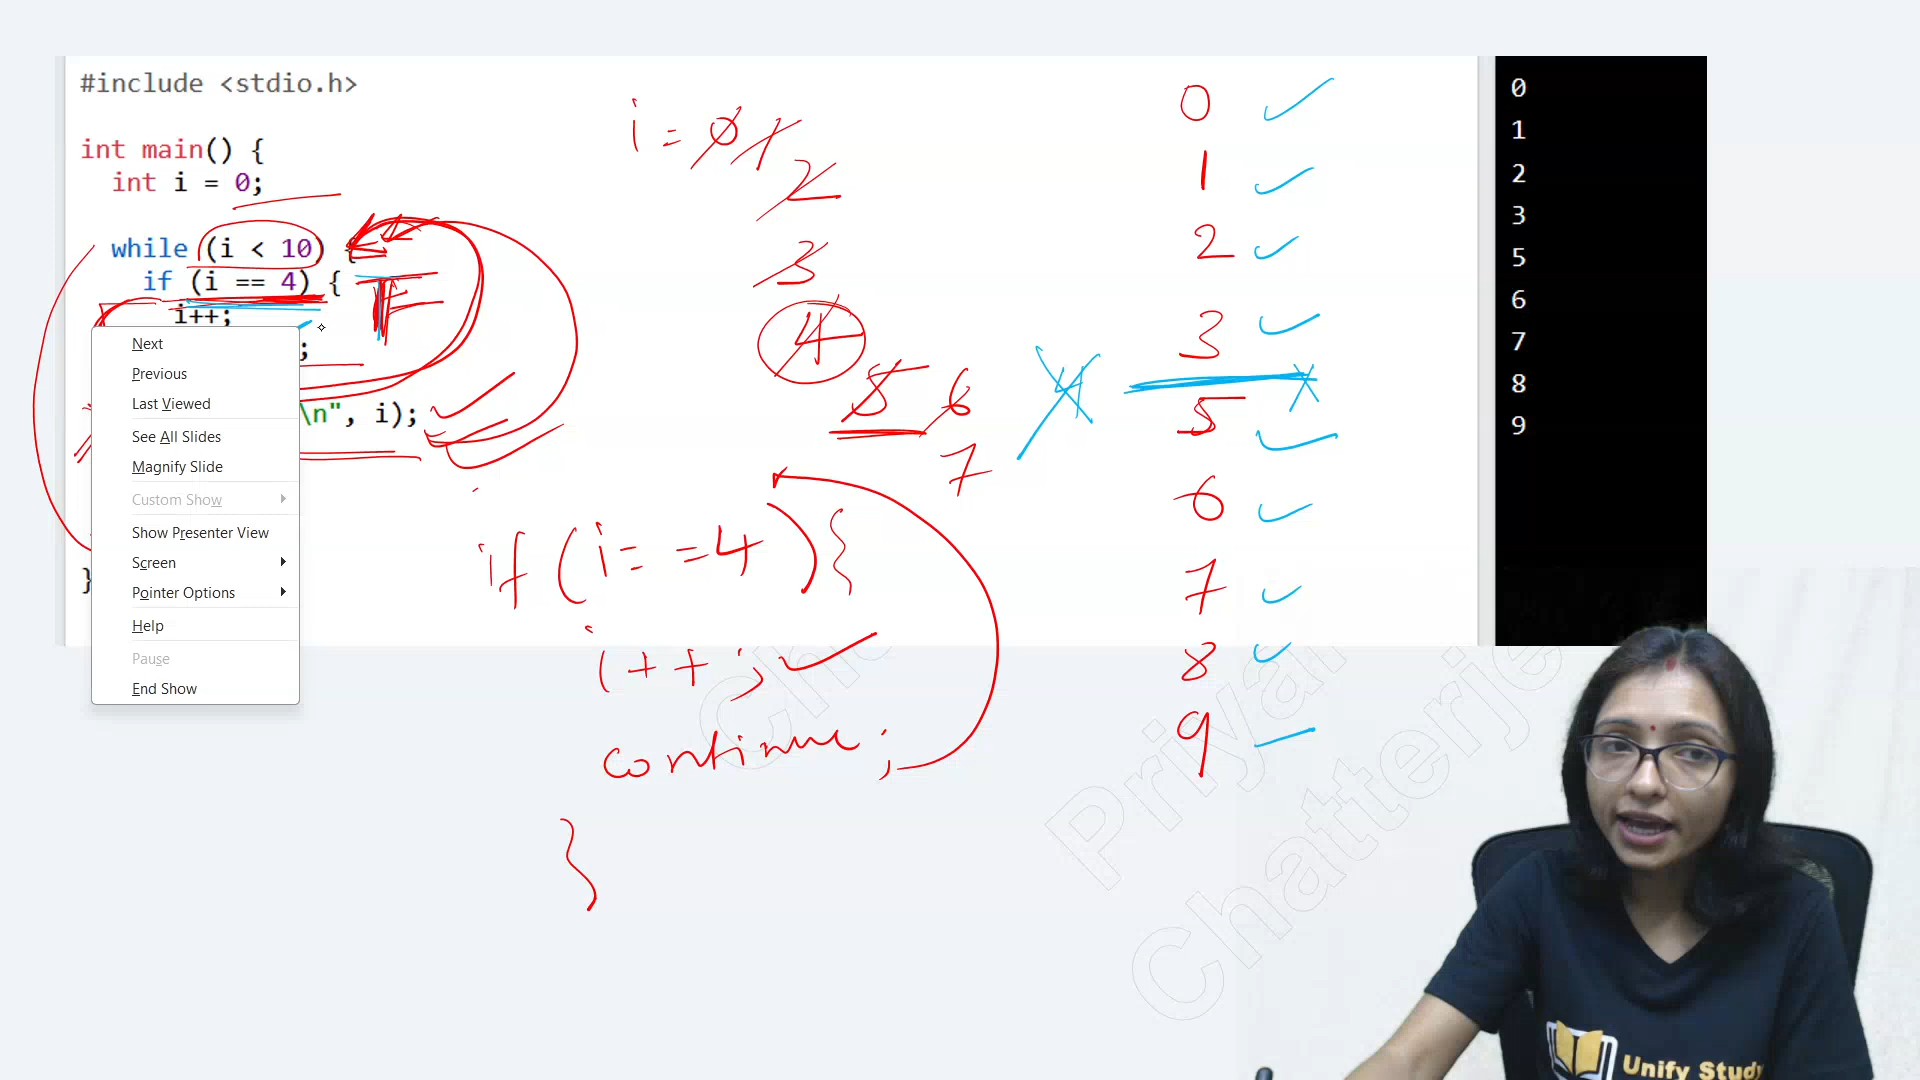 #include <stdio.h>
int main() {
int i = 0;
while (i < 10) {
if (i == 4) {
i++;
;
\n", i);
}
Next
Previous
Last Viewed
See All Slides
Magnify Slide
Custom Show
Show Presenter View
Screen
Pointer Options
Help
Pause
End Show
i = 0 1
2
3
4
5 6
7
4
if (i = = 4) {
i + + ;
continue;
}
0
1
2
3
5
6
7
8
9
0
1
2
3
5
6
7
8
9
Chatterje
Unify Study